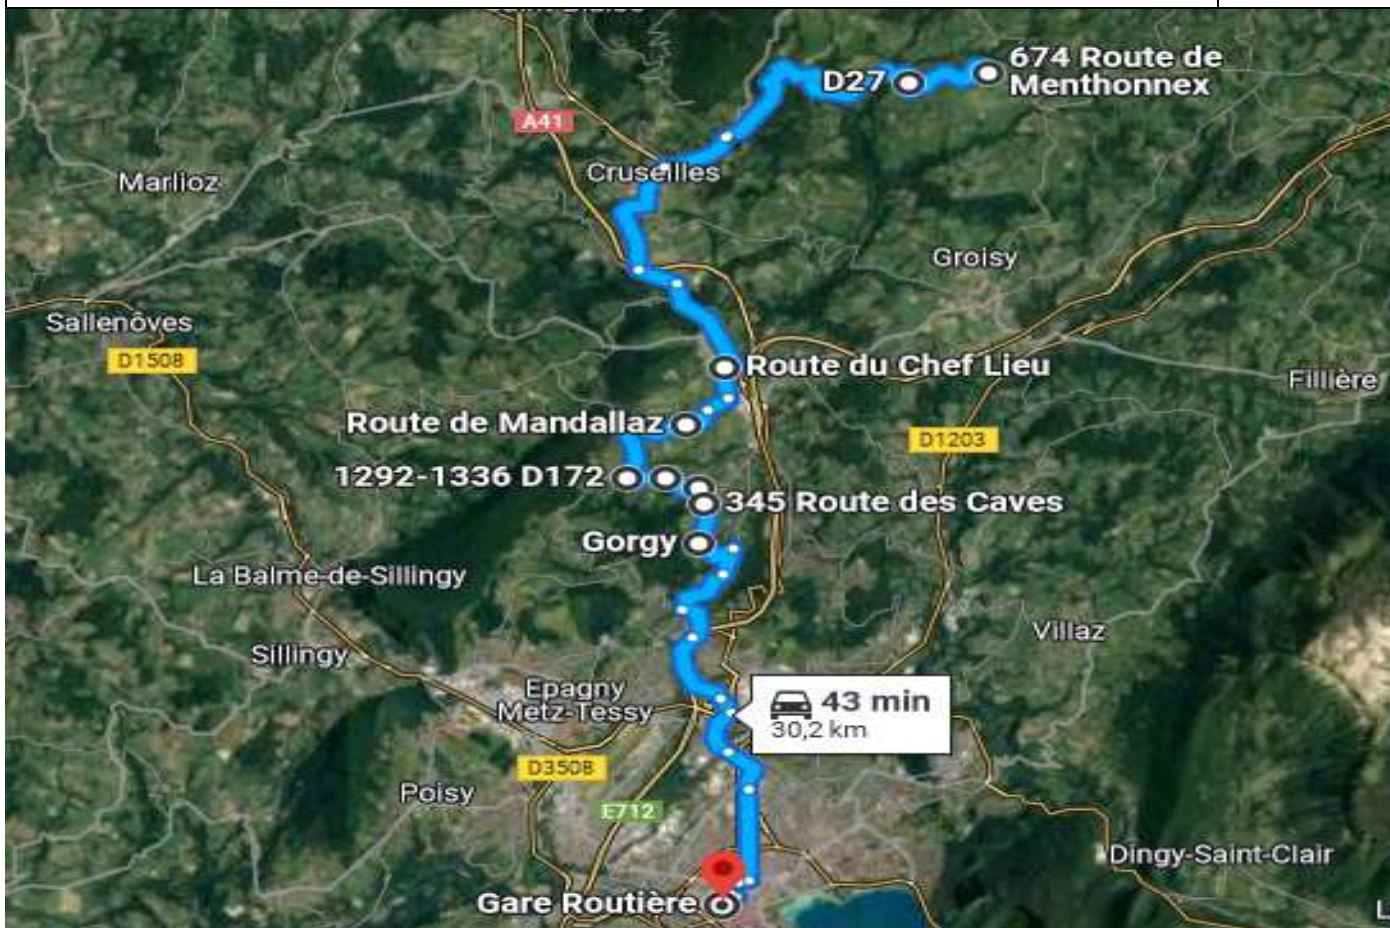 674 Route de
Menthonnex
D27
A41
Cruseilles
Marlioz
Groisy
Sallenôves
D1508
Route du Chef Lieu
Fillière
Route de Mandallaz
D1203
1292-1336 D172
345 Route des Caves
Gorgy
La Balme-de-Sillingy
Villaz
Sillingy
Epagny
Metz-Tessy
43 min
30,2 km
D3508
Poisy
E712
Dingy-Saint-Clair
Gare Routière